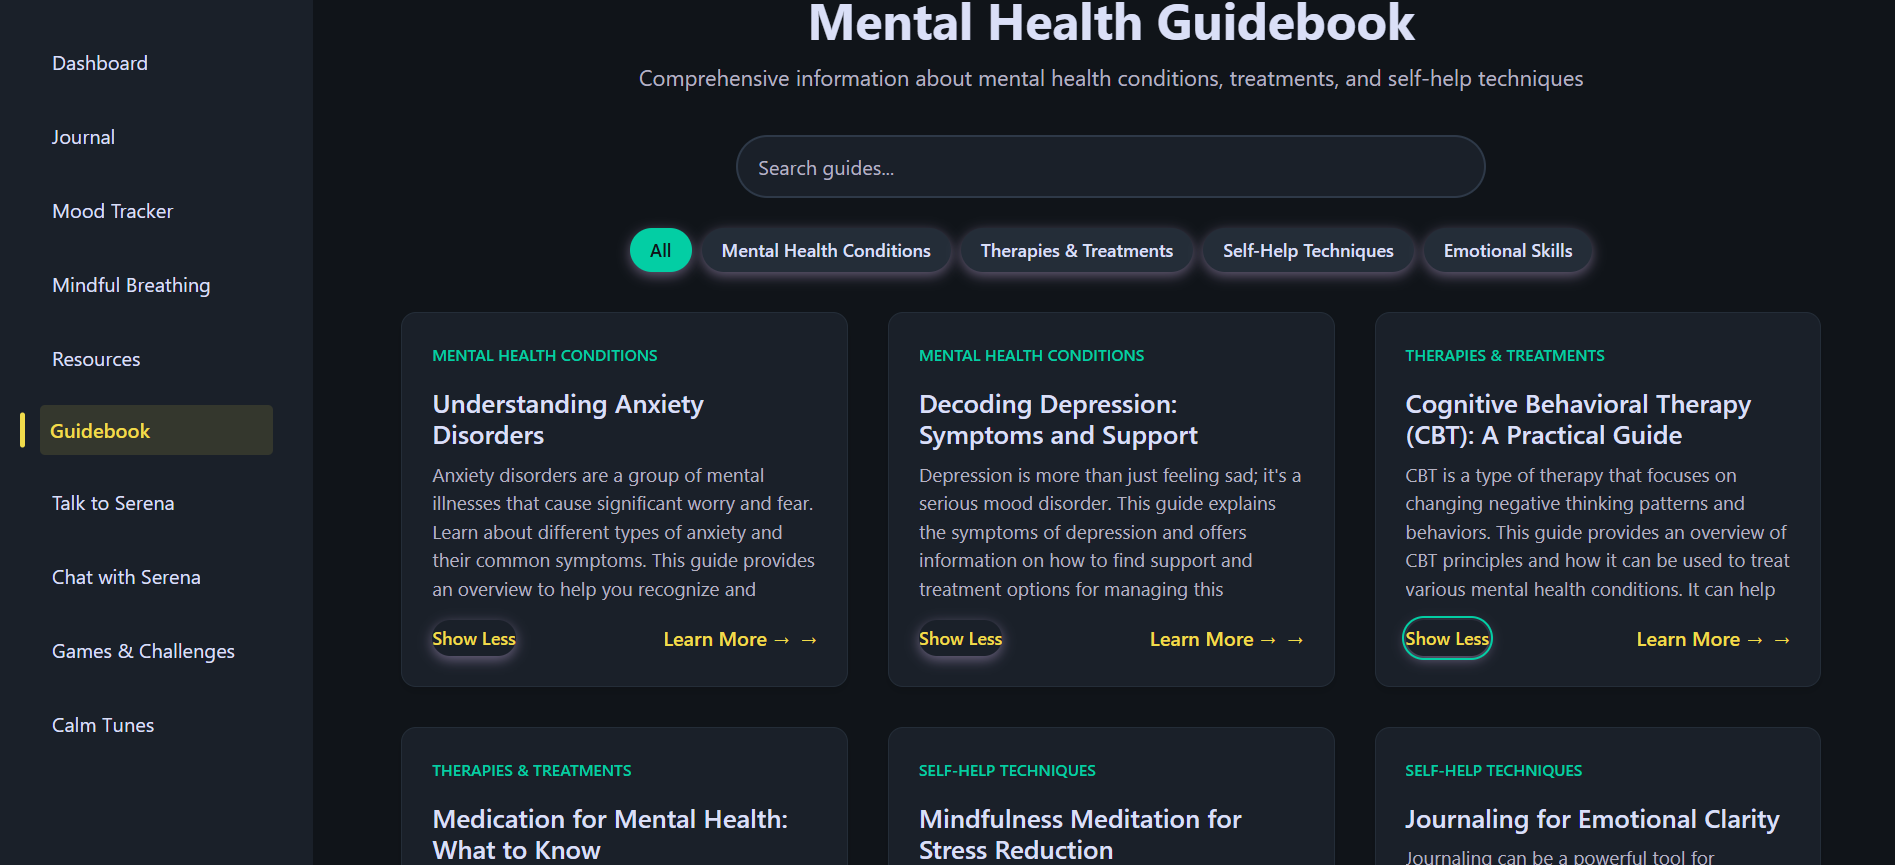 Dashboard
Journal
Mood Tracker
Mindful Breathing
Resources
Guidebook
Talk to Serena
Chat with Serena
Games & Challenges
Calm Tunes
Mental Health Guidebook
Comprehensive information about mental health conditions, treatments, and self-help techniques
Search guides...
All
Mental Health Conditions
Therapies & Treatments
Self-Help Techniques
Emotional Skills
MENTAL HEALTH CONDITIONS
Understanding Anxiety
Disorders
Anxiety disorders are a group of mental
illnesses that cause significant worry and fear.
Learn about different types of anxiety and
their common symptoms. This guide provides
an overview to help you recognize and
Show Less
Learn More → →
MENTAL HEALTH CONDITIONS
Decoding Depression:
Symptoms and Support
Depression is more than just feeling sad; it's a
serious mood disorder. This guide explains
the symptoms of depression and offers
information on how to find support and
treatment options for managing this
Show Less
Learn More → →
THERAPIES & TREATMENTS
Cognitive Behavioral Therapy
(CBT): A Practical Guide
CBT is a type of therapy that focuses on
changing negative thinking patterns and
behaviors. This guide provides an overview of
CBT principles and how it can be used to treat
various mental health conditions. It can help
Show Less
Learn More → →
THERAPIES & TREATMENTS
Medication for Mental Health:
What to Know
SELF-HELP TECHNIQUES
Mindfulness Meditation for
Stress Reduction
SELF-HELP TECHNIQUES
Journaling for Emotional Clarity
Journaling can be a powerful tool for